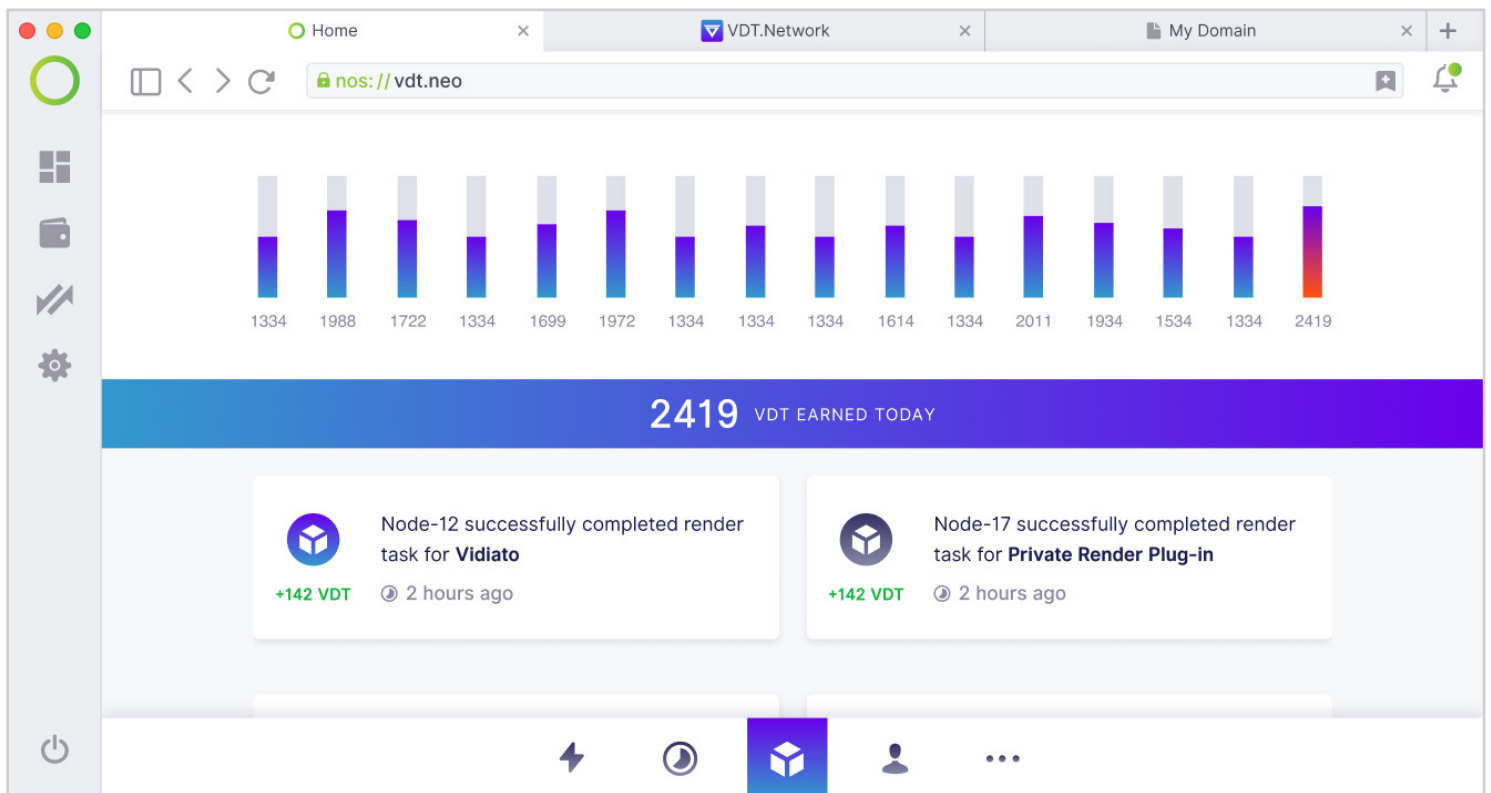 Home
VDT.Network
My Domain
nos://vdt.neo
1334 1988 1722 1334 1699 1972 1334 1334 1334 1614 1334 2011 1934 1534 1334 2419
2419 VDT EARNED TODAY
Node-12 successfully completed render
task for Vidiato
+142 VDT 2 hours ago
Node-17 successfully completed render
task for Private Render Plug-in
+142 VDT 2 hours ago